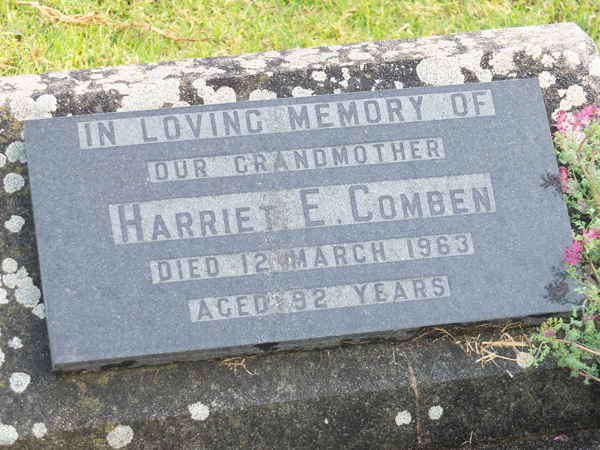 IN LOVING MEMORY OF
OUR GRANDMOTHER
HARRIET E. COMBEN
DIED 12 MARCH 1963
AGED 92 YEARS